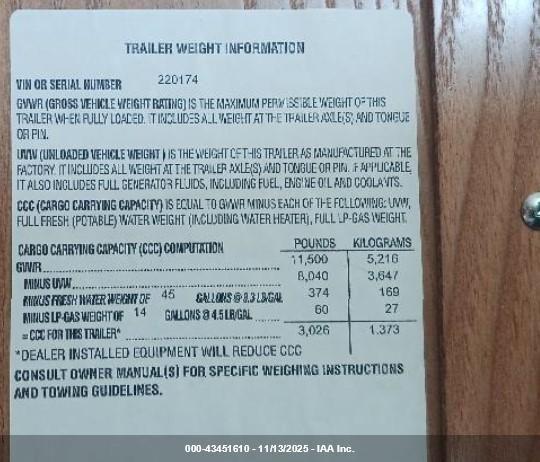 TRAILER WEIGHT INFORMATION
VIN OR SERIAL NUMBER 220174
GVWR (GROSS VEHICLE WEIGHT RATING) IS THE MAXIMUM PERMISSIBLE WEIGHT OF THIS
TRAILER WHEN FULLY LOADED. IT INCLUDES ALL WEIGHT AT THE TRAILER AXLE(S) AND TONGUE
OR PIN.
UVW (UNLOADED VEHICLE WEIGHT) IS THE WEIGHT OF THIS TRAILER AS MANUFACTURED AT THE
FACTORY. IT INCLUDES ALL WEIGHT AT THE TRAILER AXLE(S) AND TONGUE OR PIN. IF APPLICABLE,
IT ALSO INCLUDES FULL GENERATOR FLUIDS, INCLUDING FUEL, ENGINE OIL AND COOLANTS.
CCC (CARGO CARRYING CAPACITY) IS EQUAL TO GVWR MINUS EACH OF THE FOLLOWING: UVW,
FULL FRESH (POTABLE) WATER WEIGHT (INCLUDING WATER HEATER), FULL LP-GAS WEIGHT.
CARGO CARRYING CAPACITY (CCC) COMPUTATION POUNDS KILOGRAMS
GVWR 11,500 5,216
MINUS UVW 8,040 3,647
MINUS FRESH WATER WEIGHT OF 45 GALLONS @ 8.3 LB/GAL 374 169
MINUS LP-GAS WEIGHT OF 14 GALLONS @ 4.5 LB/GAL 60 27
= CCC FOR THIS TRAILER* 3,026 1,373
*DEALER INSTALLED EQUIPMENT WILL REDUCE CCC
CONSULT OWNER MANUAL(S) FOR SPECIFIC WEIGHING INSTRUCTIONS
AND TOWING GUIDELINES.
000-43451610 - 11/13/2025 - IAA Inc.